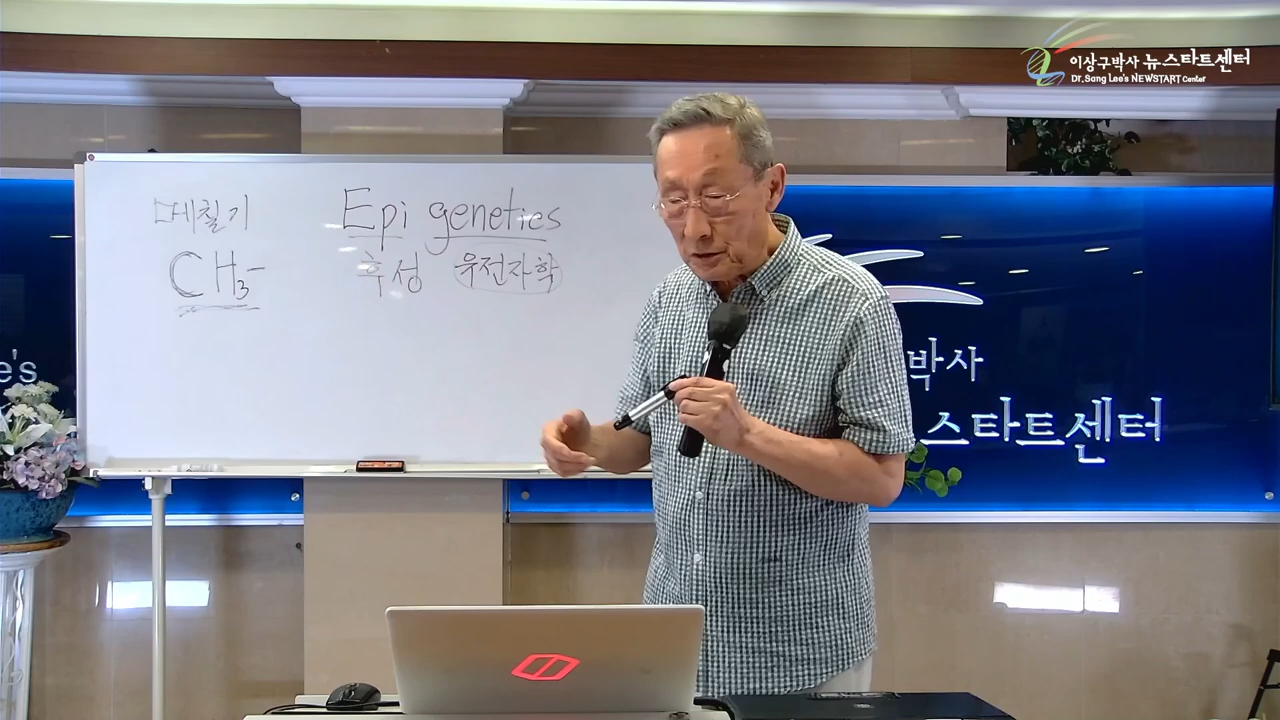 이상구박사 뉴스타트센터
Dr. Sang Lee's NEWSTART Center
메칠기
Epi genetics
CH₃-
후성 유전자학
e's
박사
스타트센터